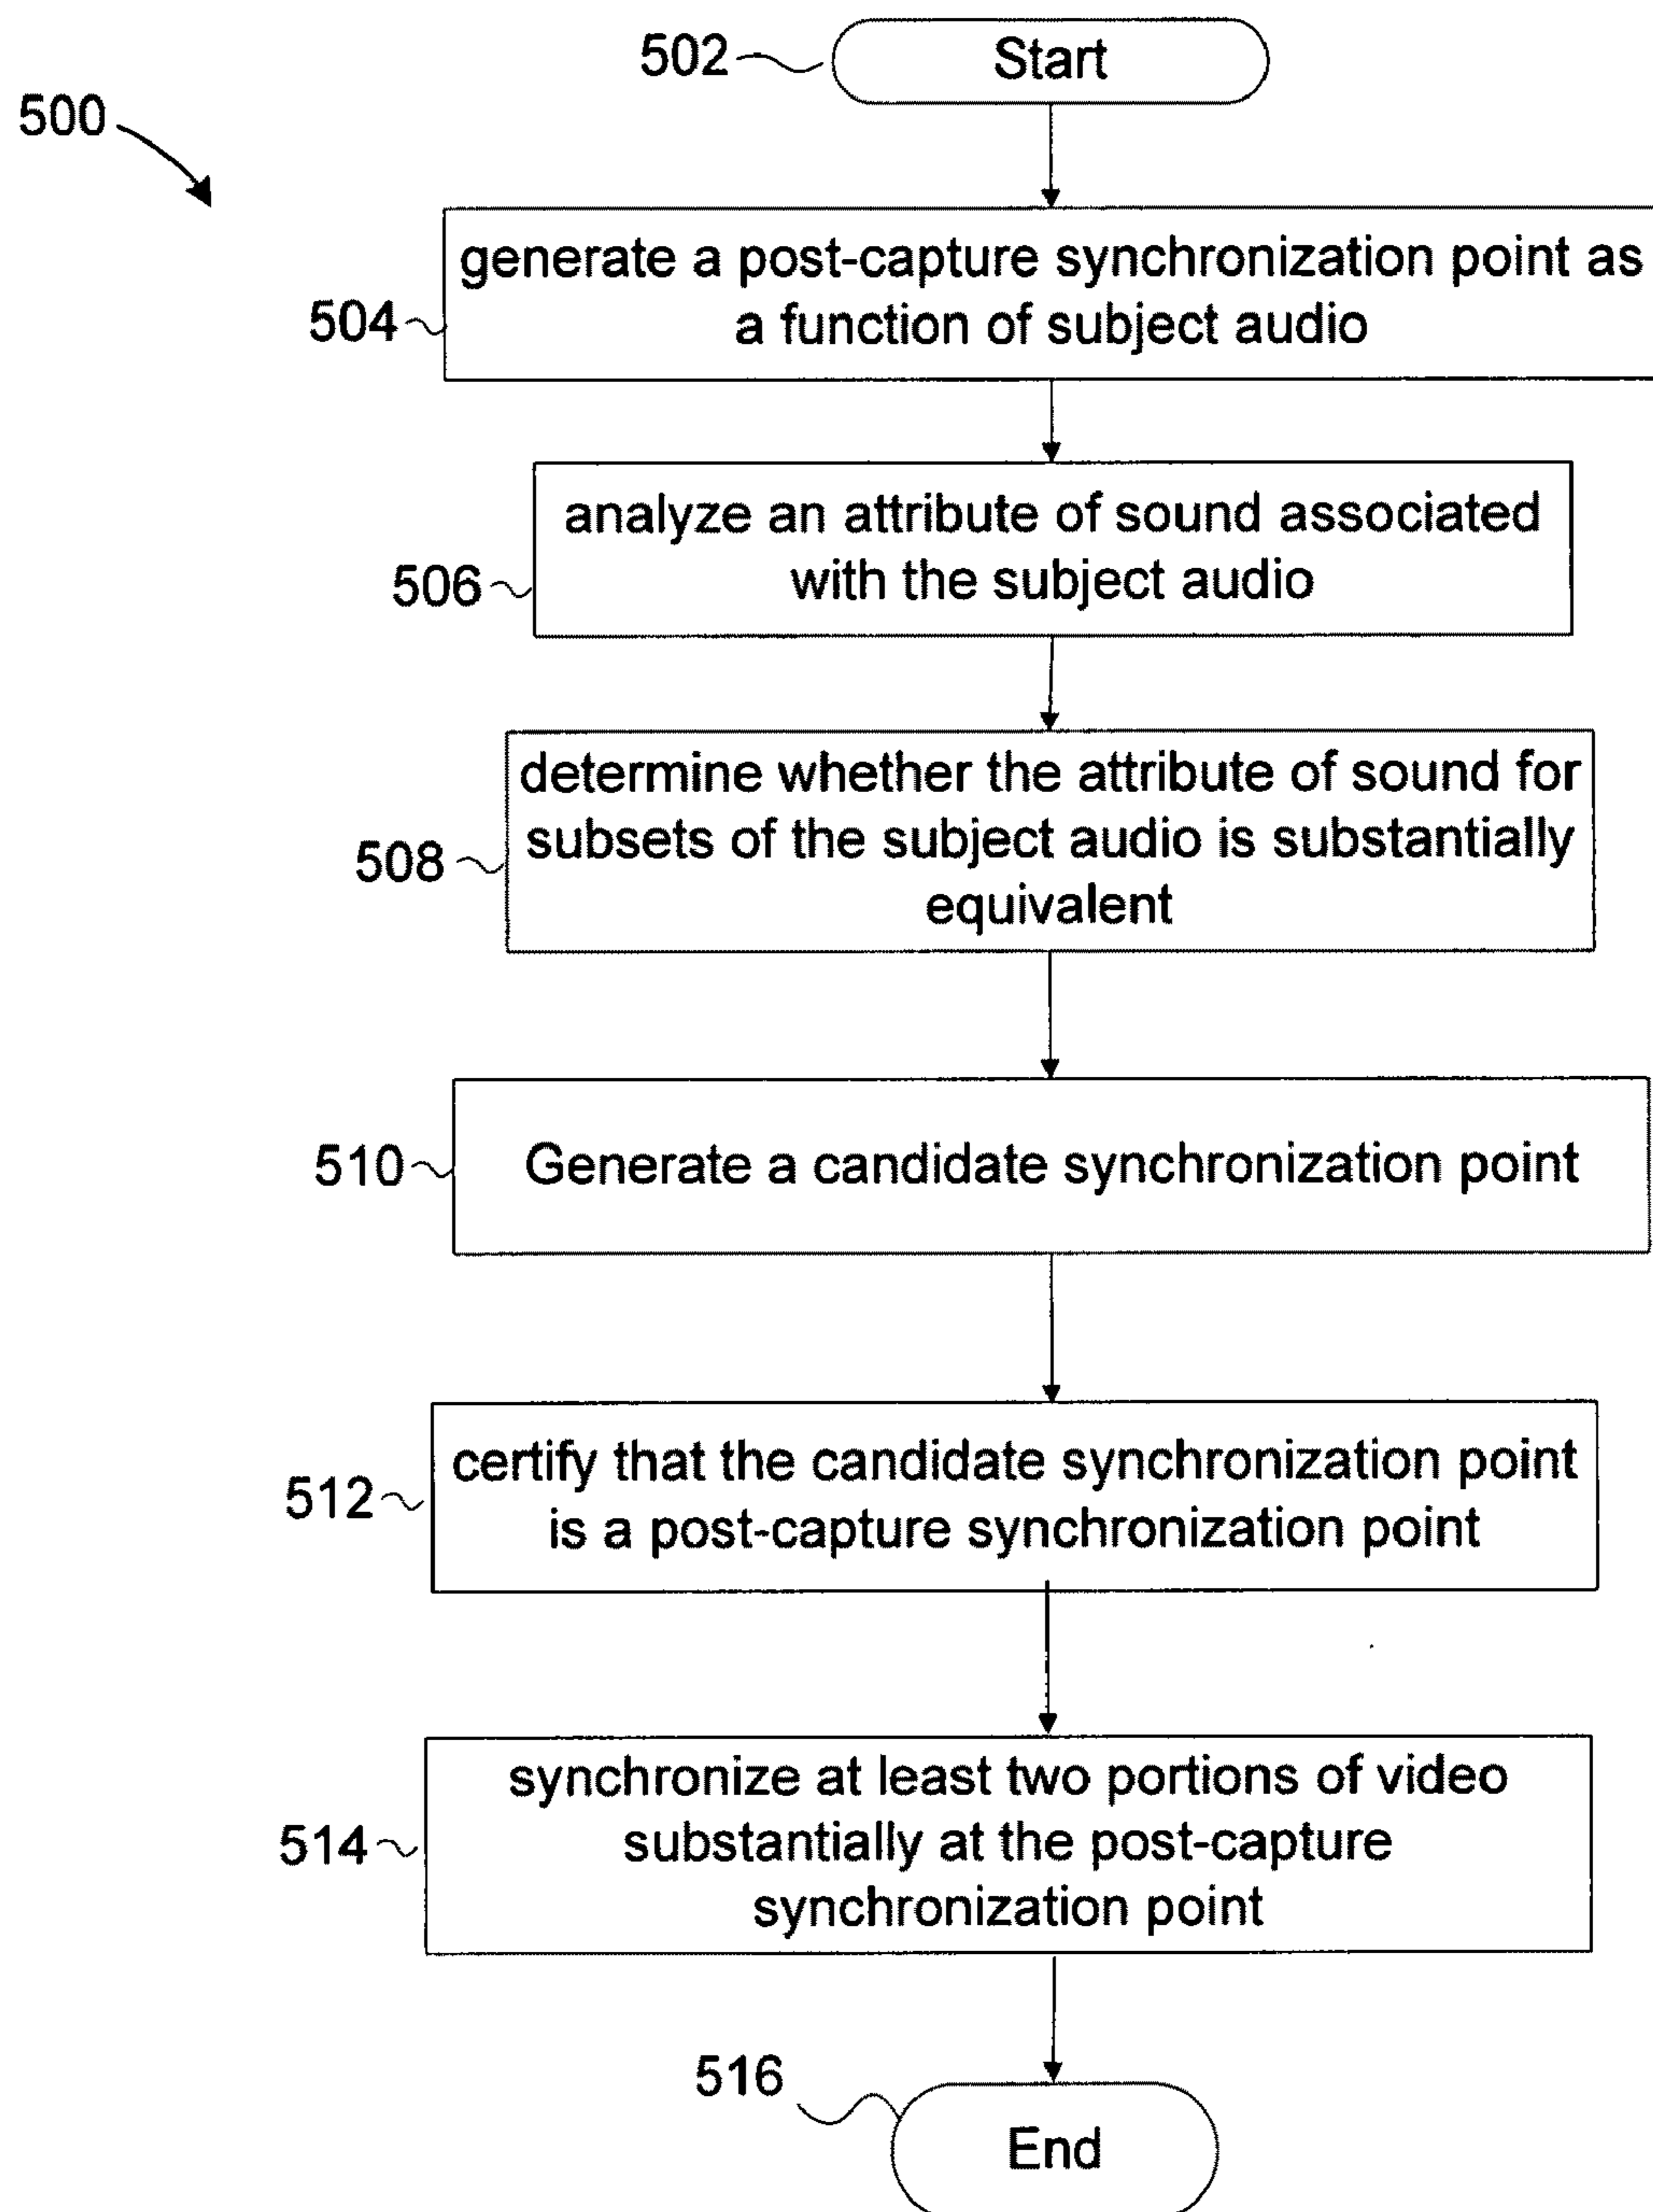 502
Start
500
generate a post-capture synchronization point as
a function of subject audio
504
analyze an attribute of sound associated
with the subject audio
506
determine whether the attribute of sound for
subsets of the subject audio is substantially
equivalent
508
510
Generate a candidate synchronization point
certify that the candidate synchronization point
is a post-capture synchronization point
512
synchronize at least two portions of video
substantially at the post-capture
synchronization point
514
516
End